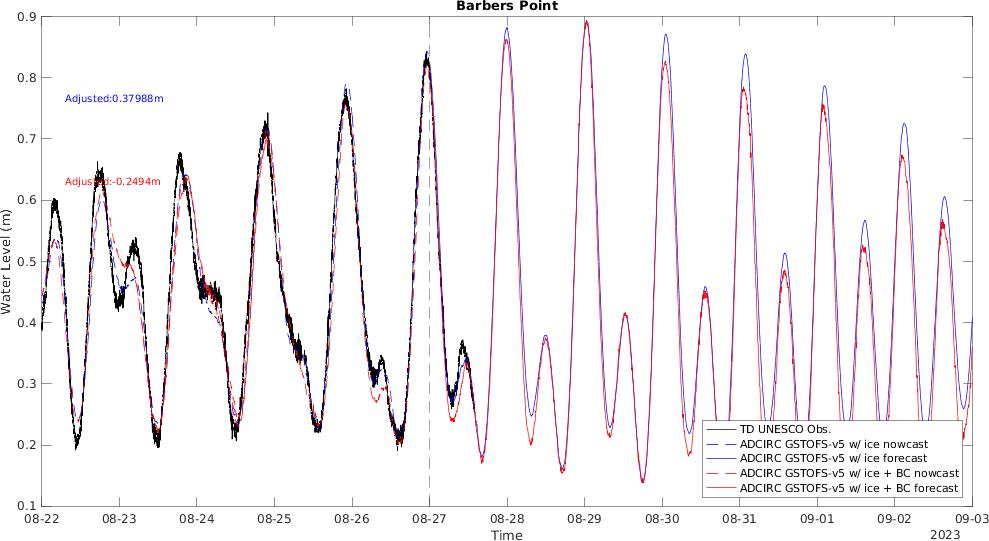 Barbers Point
0.9
0.8
0.7
0.6
0.5
0.4
0.3
0.2
0.1
Water Level (m)
Adjusted:0.37988m
Adjusted:-0.2494m
TD UNESCO Obs.
ADCIRC GSTOFS-v5 w/ ice nowcast
ADCIRC GSTOFS-v5 w/ ice forecast
ADCIRC GSTOFS-v5 w/ ice + BC nowcast
ADCIRC GSTOFS-v5 w/ ice + BC forecast
08-22 08-23 08-24 08-25 08-26 08-27 08-28 08-29 08-30 08-31 09-01 09-02 09-03
Time
2023